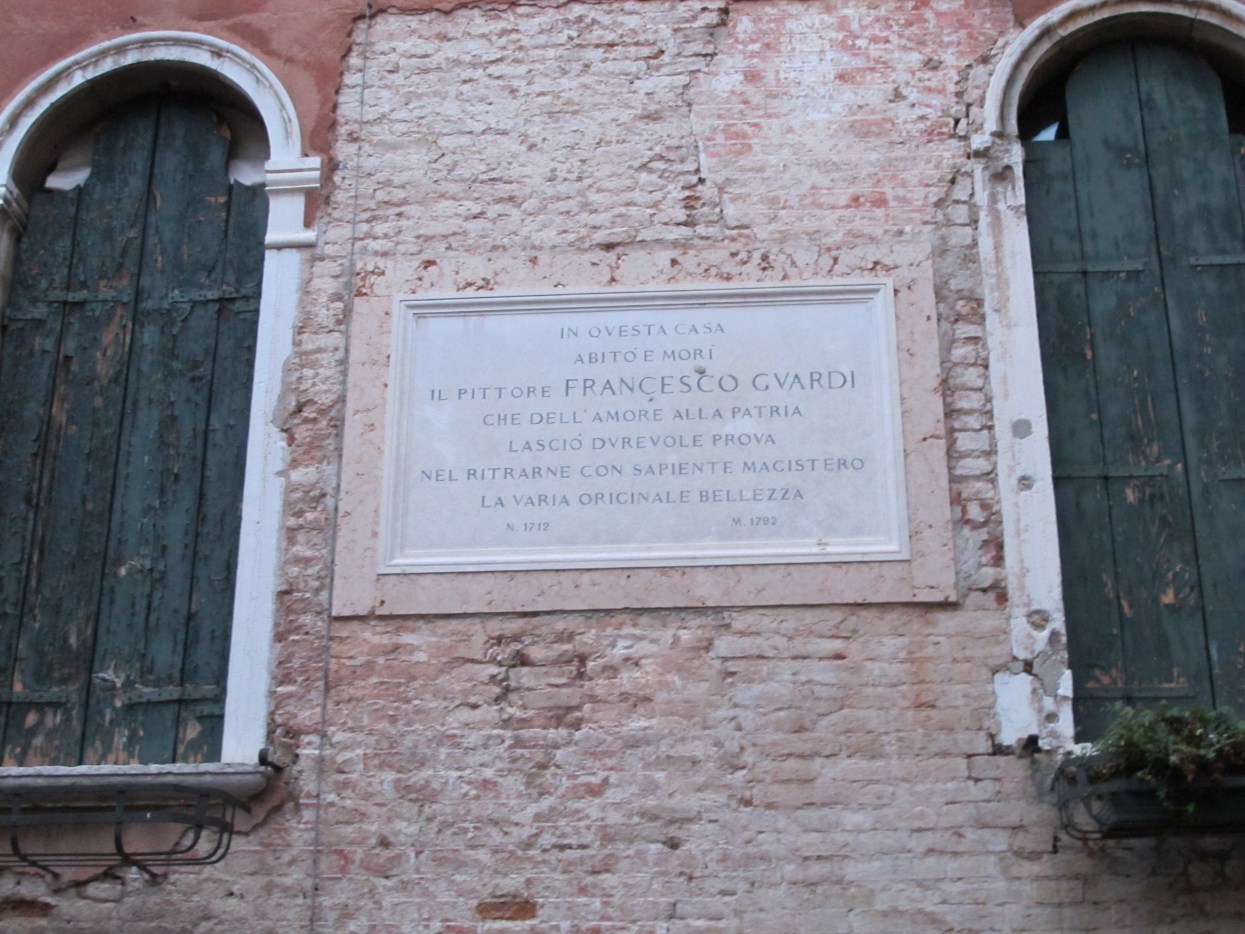 IN QVESTA CASA
ABITÒ E MORÌ
IL PITTORE FRANCESCO GVARDI
CHE DELL'AMORE ALLA PATRIA
LASCIÒ DVREVOLE PROVA
NEL RITRARNE CON SAPIENTE MAGISTERO
LA VARIA ORIGINALE BELLEZZA
N. 1712 M. 1792